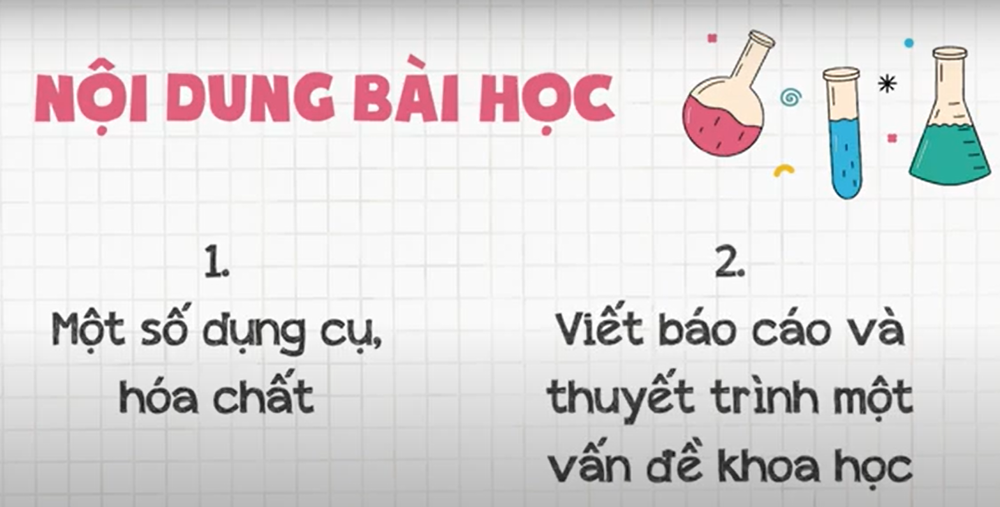 NỘI DUNG BÀI HỌC
1.
Một số dụng cụ,
hóa chất
2.
Viết báo cáo và
thuyết trình một
vấn đề khoa học